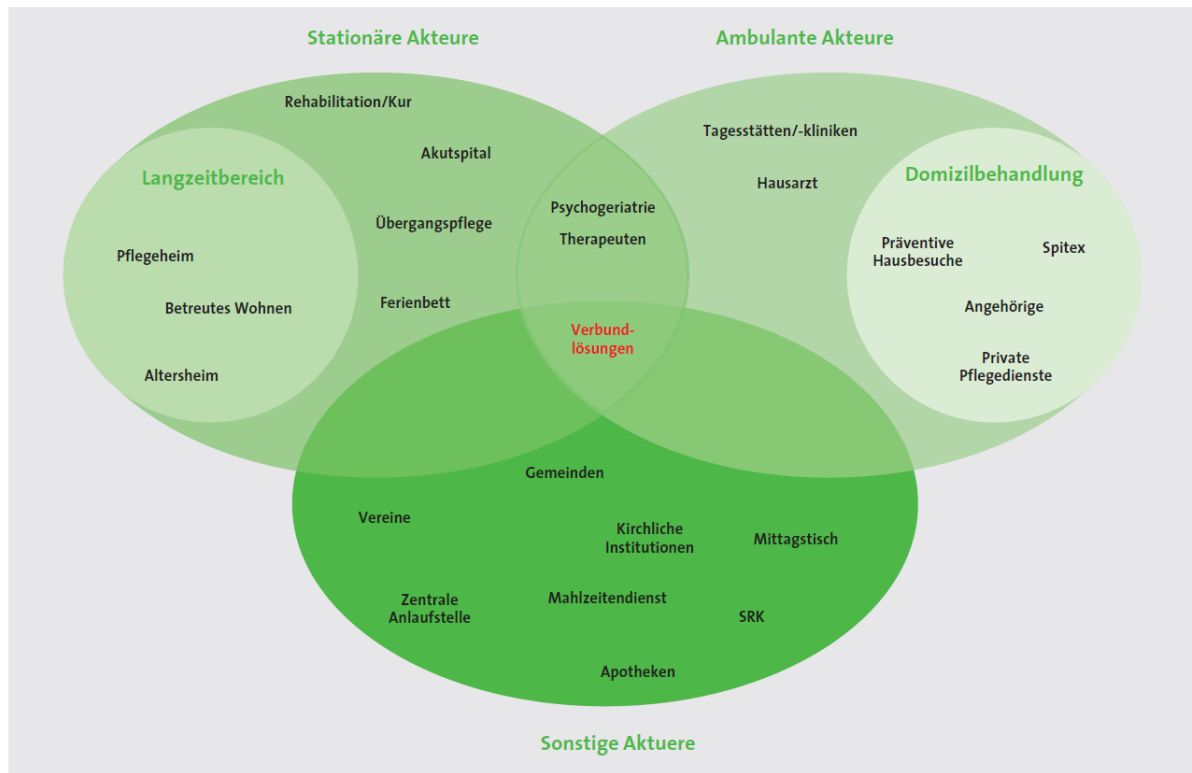 Stationäre Akteure
Ambulante Akteure
Rehabilitation/Kur
Akutspital
Langzeitbereich
Übergangspflege
Pflegeheim
Betreutes Wohnen
Ferienbett
Altersheim
Psychogeriatrie
Therapeuten
Verbund-
lösungen
Tagesstätten/-kliniken
Hausarzt
Domizilbehandlung
Präventive
Hausbesuche
Spitex
Angehörige
Private
Pflegedienste
Gemeinden
Vereine
Kirchliche
Institutionen
Mittagstisch
Zentrale
Anlaufstelle
Mahlzeitendienst
SRK
Apotheken
Sonstige Aktuere